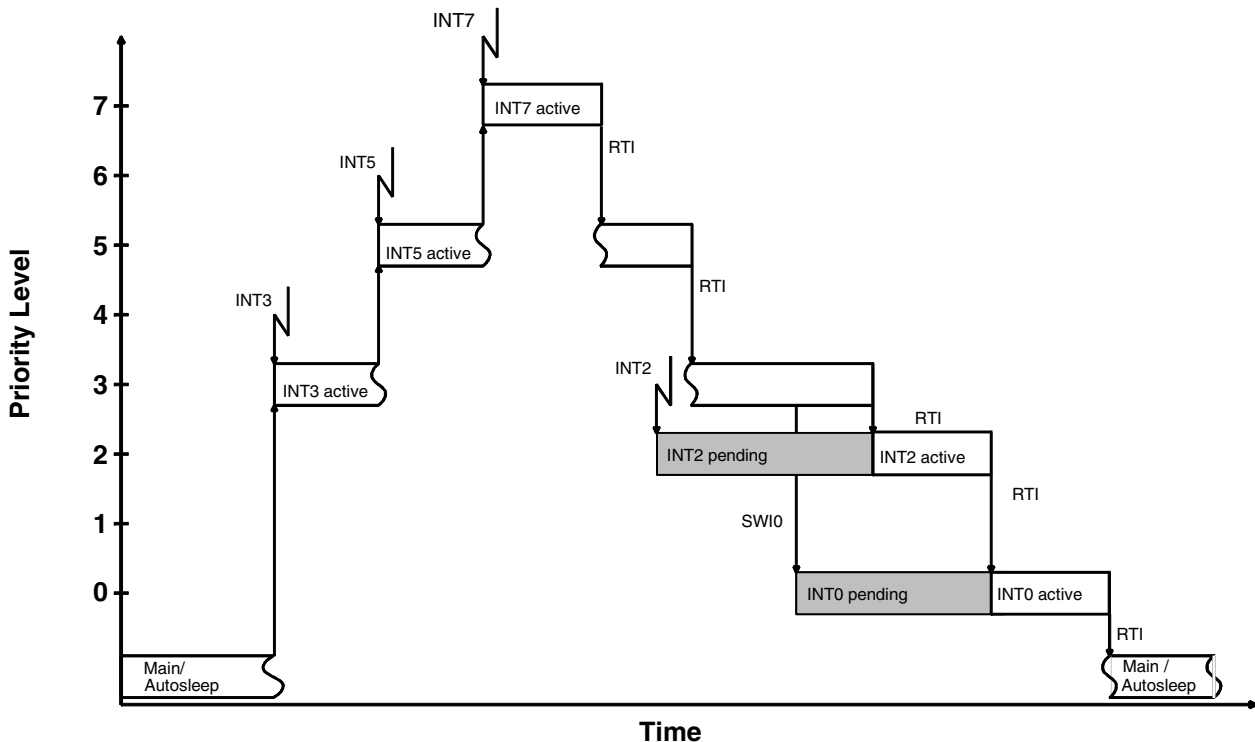 INT7
7
INT7 active
RTI
INT5
6
5
INT5 active
RTI
INT3
4
INT2
3
INT3 active
RTI
2
INT2 pending
INT2 active
RTI
1
SWI0
0
INT0 pending
INT0 active
RTI
Main/
Autosleep
Main /
Autosleep
Priority Level
Time